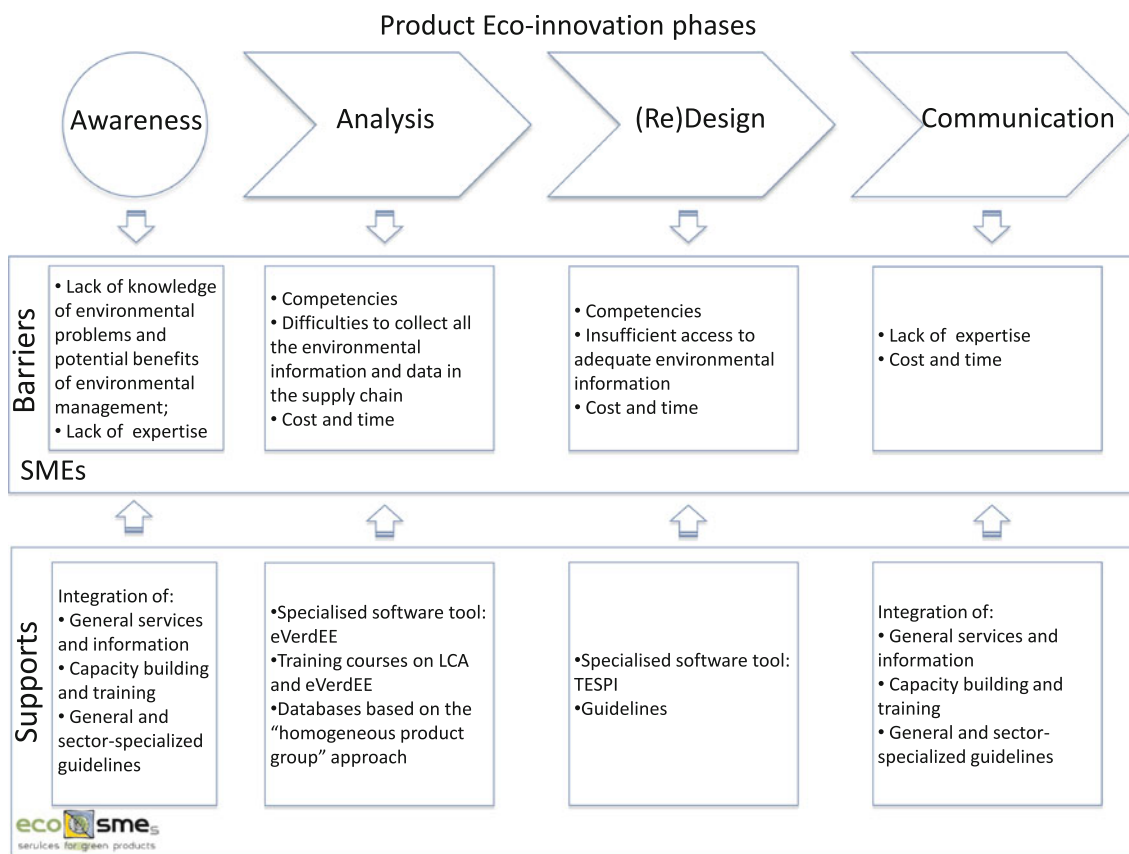 Product Eco-innovation phases
Awareness
Analysis
(Re)Design
Communication
Barriers
• Lack of knowledge
of environmental
problems and
potential benefits
of environmental
management;
• Lack of expertise
• Competencies
• Difficulties to collect all
the environmental
information and data in
the supply chain
• Cost and time
• Competencies
• Insufficient access to
adequate environmental
information
• Cost and time
• Lack of expertise
• Cost and time
SMEs
Supports
Integration of:
• General services
and information
• Capacity building
and training
• General and
sector-specialized
guidelines
•Specialised software tool:
eVerdEE
•Training courses on LCA
and eVerdEE
•Databases based on the
“homogeneous product
group” approach
•Specialised software tool:
TESPI
•Guidelines
Integration of:
• General services and
information
• Capacity building and
training
• General and sector-
specialized guidelines
eco smes
services for green products